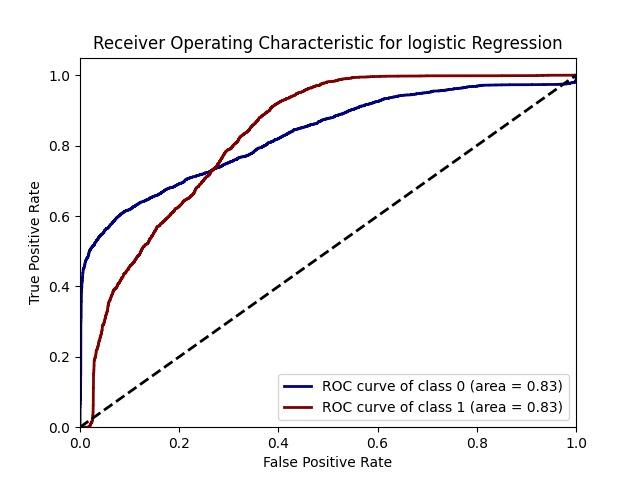 Receiver Operating Characteristic for logistic Regression
1.0
0.8
0.6
0.4
0.2
0.0
True Positive Rate
ROC curve of class 0 (area = 0.83)
ROC curve of class 1 (area = 0.83)
0.0 0.2 0.4 0.6 0.8 1.0
False Positive Rate